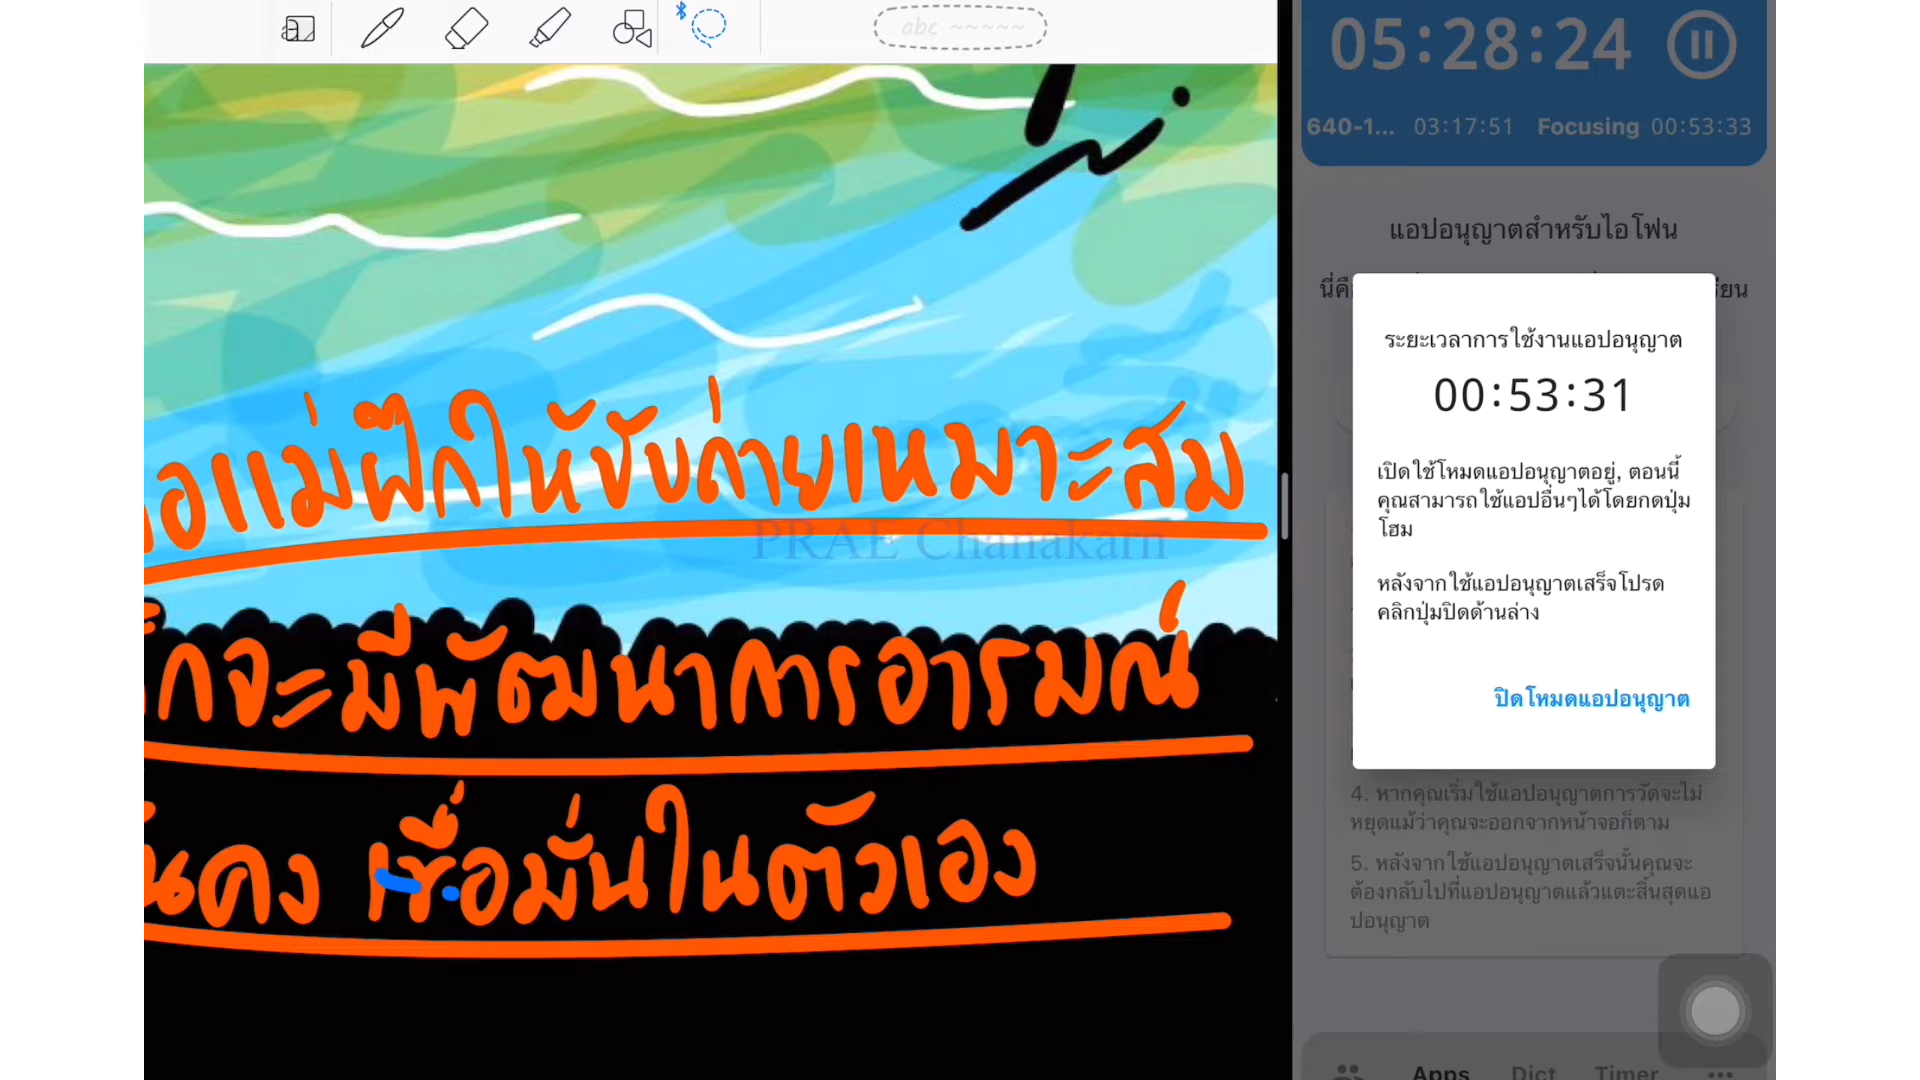 abc ~~~~~
อแม่ฝึกให้ขับถ่ายเหมาะสม
PRAE Chanakarn
จะมีพัฒนาการอารมณ์
นคง เชื่อมั่นในตัวเอง
05:28:24
640-1... 03:17:51 Focusing 00:53:33
แอปอนุญาตสำหรับไอโฟน
นี่คื
รียน
ระยะเวลาการใช้งานแอปอนุญาต
00:53:31
เปิดใช้โหมดแอปอนุญาตอยู่, ตอนนี้
คุณสามารถใช้แอปอื่นๆได้โดยกดปุ่ม
โฮม
หลังจากใช้แอปอนุญาตเสร็จโปรด
คลิกปุ่มปิดด้านล่าง
ปิดโหมดแอปอนุญาต
4. หากคุณเริ่มใช้แอปอนุญาตการวัดจะไม่
หยุดแม้ว่าคุณจะออกจากหน้าจอก็ตาม
5. หลังจากใช้แอปอนุญาตเสร็จนั้นคุณจะ
ต้องกลับไปที่แอปอนุญาตแล้วแตะสิ้นสุดแอ
ปอนุญาต
Apps Dict Timer